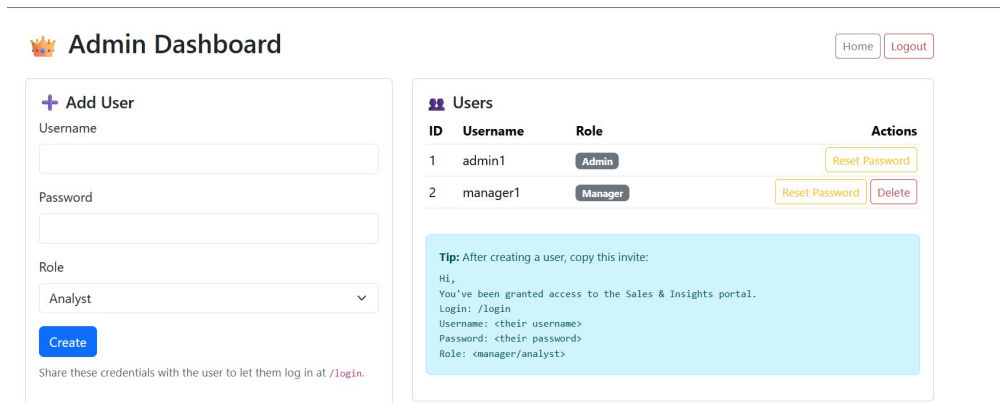 Admin Dashboard
Home
Logout
Add User
Username
Password
Role
Analyst
Create
Share these credentials with the user to let them log in at /login.
Users
ID Username Role Actions
1 admin1 Admin Reset Password
2 manager1 Manager Reset Password Delete
Tip: After creating a user, copy this invite:
Hi,
You've been granted access to the Sales & Insights portal.
Login: /login
Username: <their username>
Password: <their password>
Role: <manager/analyst>